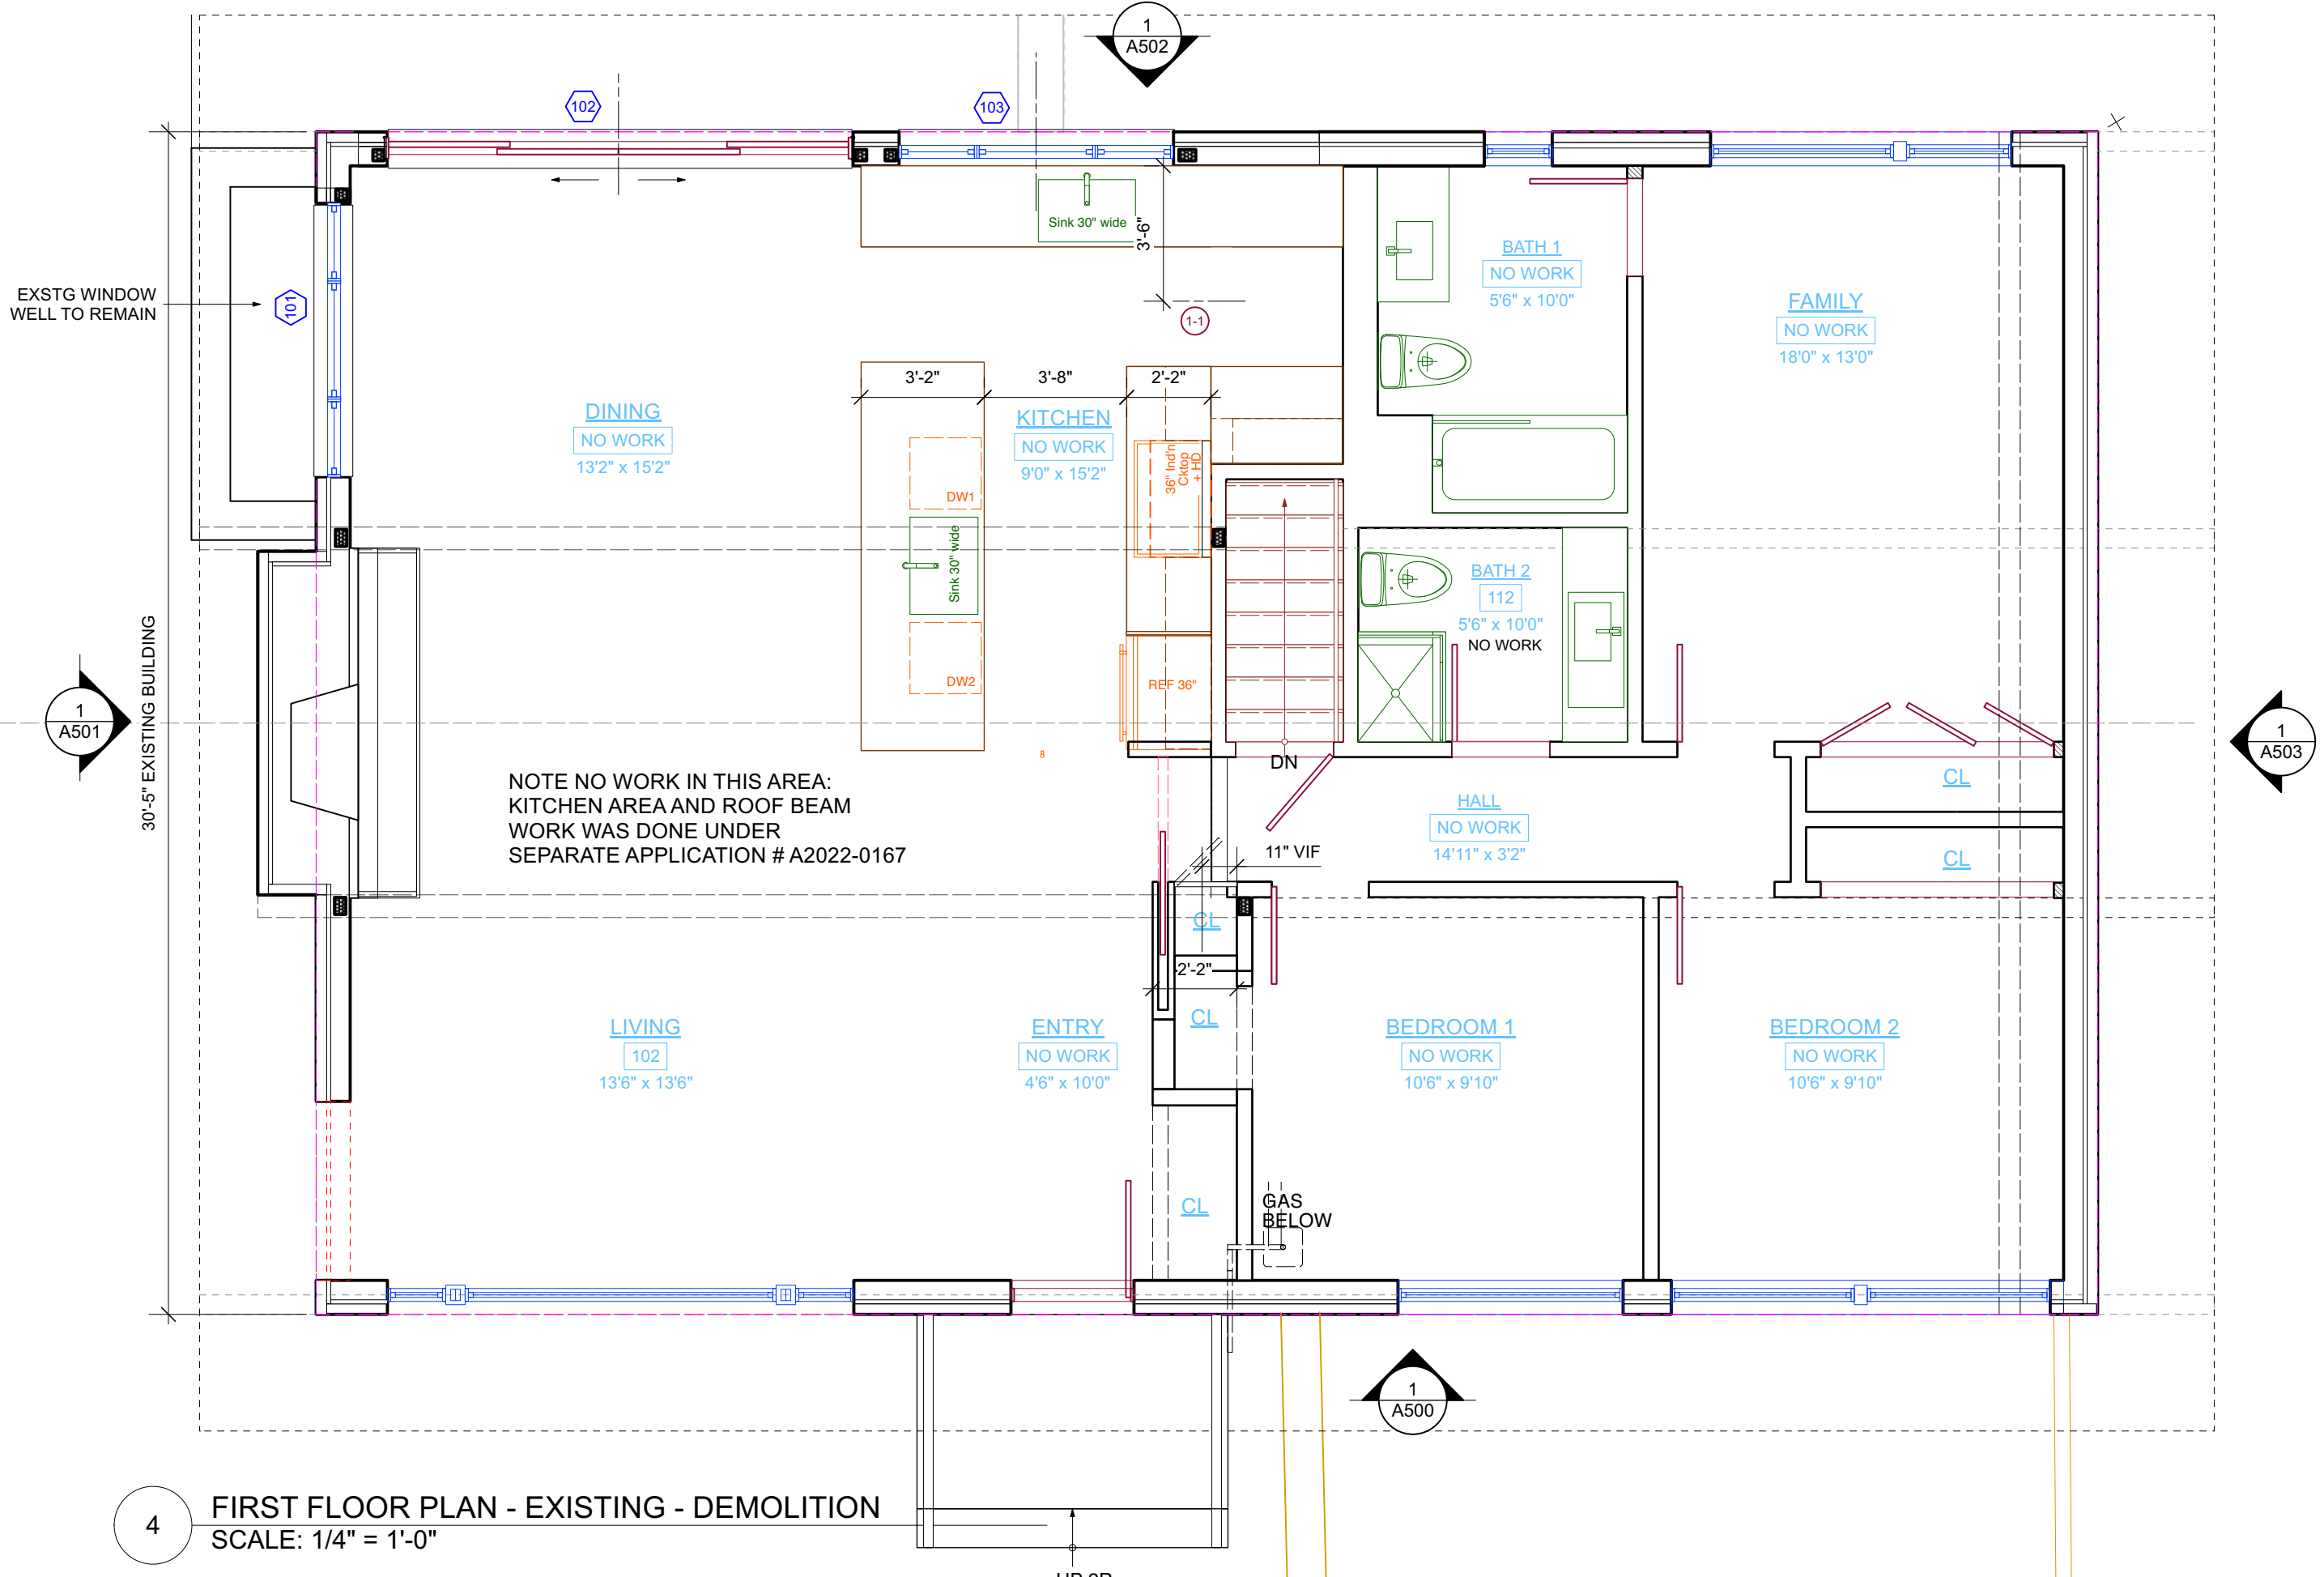 1
A502
102
103
Sink 30" wide
3'-6"
EXSTG WINDOW
WELL TO REMAIN
101
1-1
BATH 1
NO WORK
5'6" x 10'0"
FAMILY
NO WORK
18'0" x 13'0"
3'-2"
3'-8"
2'-2"
DINING
NO WORK
13'2" x 15'2"
KITCHEN
NO WORK
9'0" x 15'2"
36" Ind'n
Cktop
+ HD
DW1
Sink 30" wide
DW2
REF 36"
8
BATH 2
112
5'6" x 10'0"
NO WORK
30'-5" EXISTING BUILDING
1
A501
1
A503
DN
CL
NOTE NO WORK IN THIS AREA:
KITCHEN AREA AND ROOF BEAM
WORK WAS DONE UNDER
SEPARATE APPLICATION # A2022-0167
HALL
NO WORK
14'11" x 3'2"
11" VIF
CL
CL
2'-2"
CL
LIVING
102
13'6" x 13'6"
ENTRY
NO WORK
4'6" x 10'0"
BEDROOM 1
NO WORK
10'6" x 9'10"
BEDROOM 2
NO WORK
10'6" x 9'10"
CL
GAS
BELOW
1
A500
4
FIRST FLOOR PLAN - EXISTING - DEMOLITION
SCALE: 1/4" = 1'-0"